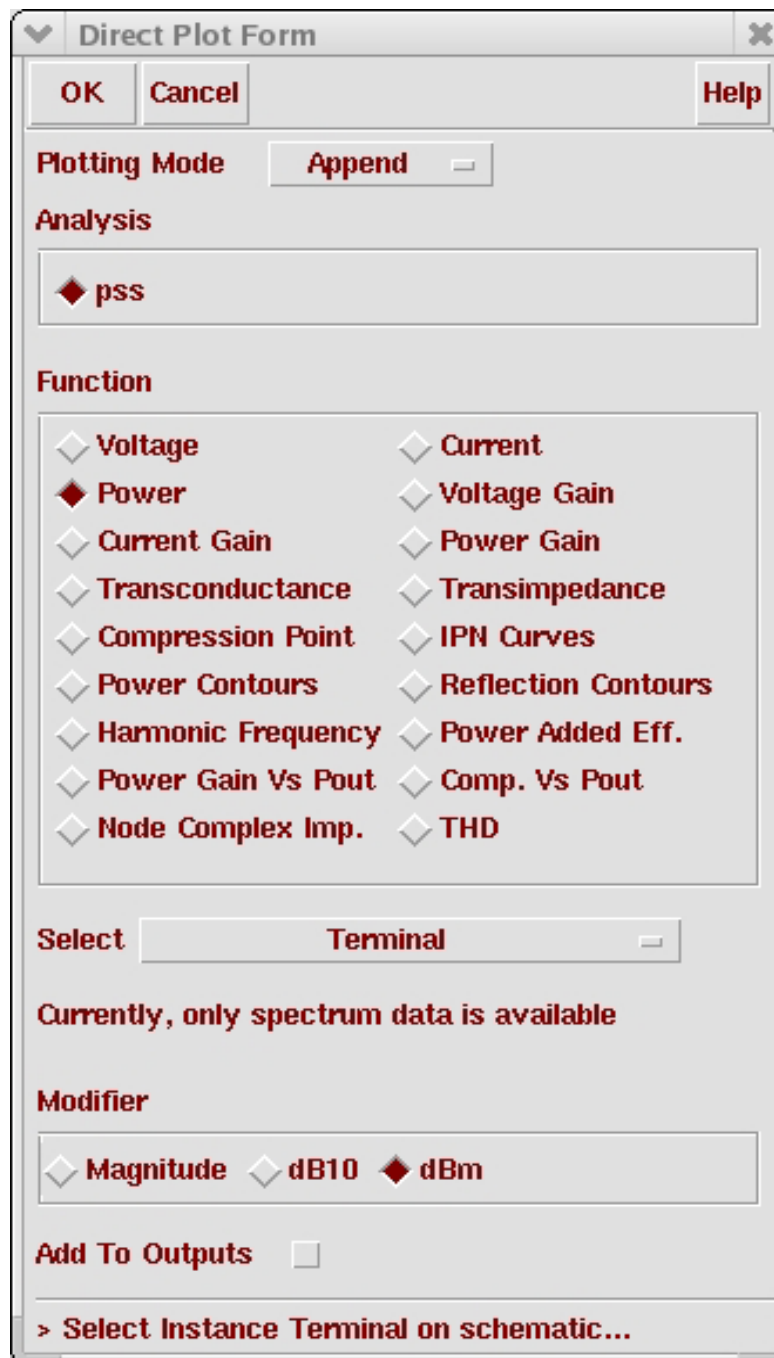 Direct Plot Form
OK Cancel Help
Plotting Mode Append
Analysis
pss
Function
Voltage Current
Power Voltage Gain
Current Gain Power Gain
Transconductance Transimpedance
Compression Point IPN Curves
Power Contours Reflection Contours
Harmonic Frequency Power Added Eff.
Power Gain Vs Pout Comp. Vs Pout
Node Complex Imp. THD
Select Terminal
Currently, only spectrum data is available
Modifier
Magnitude dB10 dBm
Add To Outputs
> Select Instance Terminal on schematic...